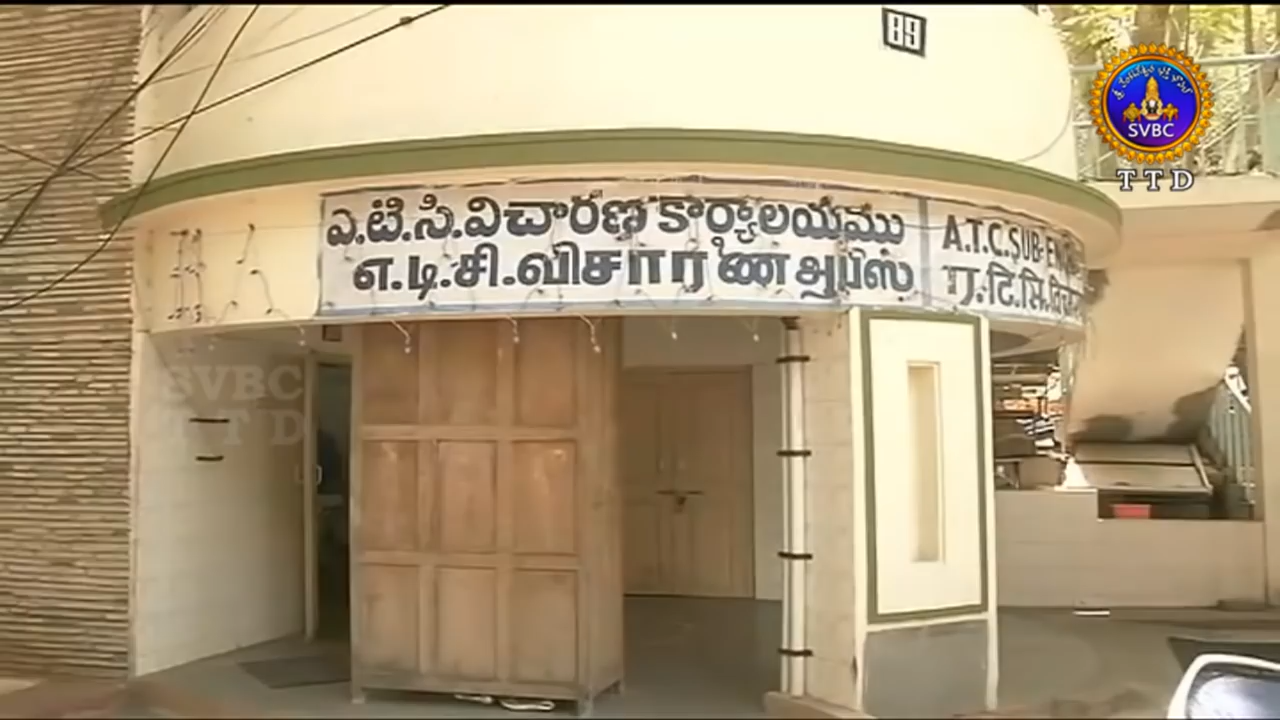 89
SVBC
TTD
ఎ.టి.సి.విచారణ కార్యాలయము
எ.டி.சி.விசாரணை ஆபிஸ்
A.T.C.SUB-EN
ए.टि.सि.
SVBC
TTD